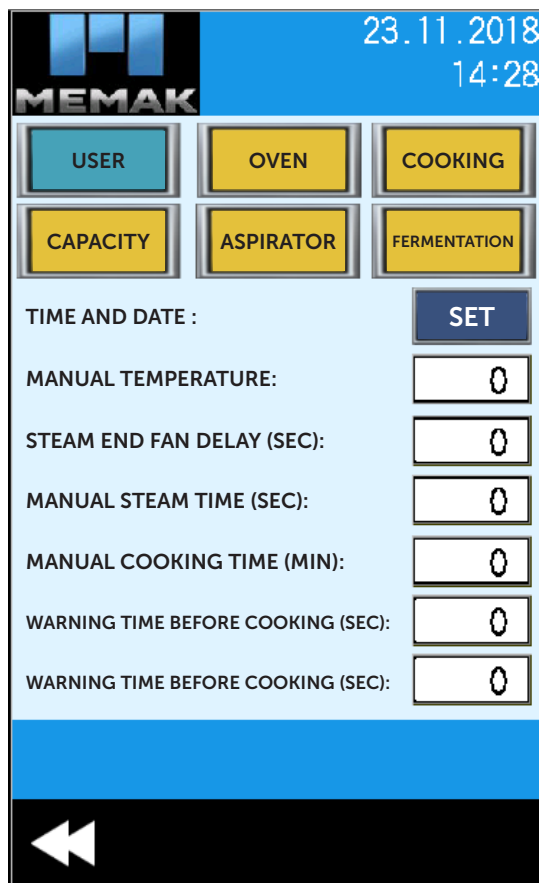 23.11.2018
14:28
MEMAK
USER OVEN COOKING
CAPACITY ASPIRATOR FERMENTATION
TIME AND DATE : SET
MANUAL TEMPERATURE: 0
STEAM END FAN DELAY (SEC): 0
MANUAL STEAM TIME (SEC): 0
MANUAL COOKING TIME (MIN): 0
WARNING TIME BEFORE COOKING (SEC): 0
WARNING TIME BEFORE COOKING (SEC): 0